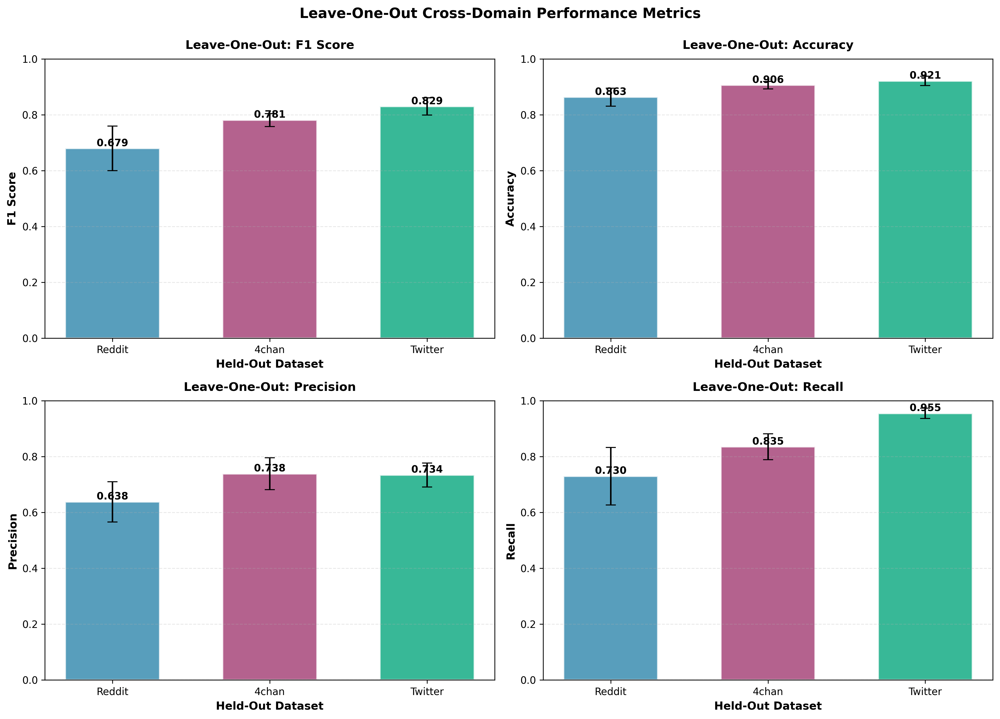 Leave-One-Out Cross-Domain Performance Metrics
Leave-One-Out: F1 Score
F1 Score
1.0
0.8
0.6
0.4
0.2
0.0
0.679
0.781
0.829
Reddit
4chan
Twitter
Held-Out Dataset
Leave-One-Out: Accuracy
Accuracy
1.0
0.8
0.6
0.4
0.2
0.0
0.863
0.906
0.921
Reddit
4chan
Twitter
Held-Out Dataset
Leave-One-Out: Precision
Precision
1.0
0.8
0.6
0.4
0.2
0.0
0.638
0.738
0.734
Reddit
4chan
Twitter
Held-Out Dataset
Leave-One-Out: Recall
Recall
1.0
0.8
0.6
0.4
0.2
0.0
0.730
0.835
0.955
Reddit
4chan
Twitter
Held-Out Dataset